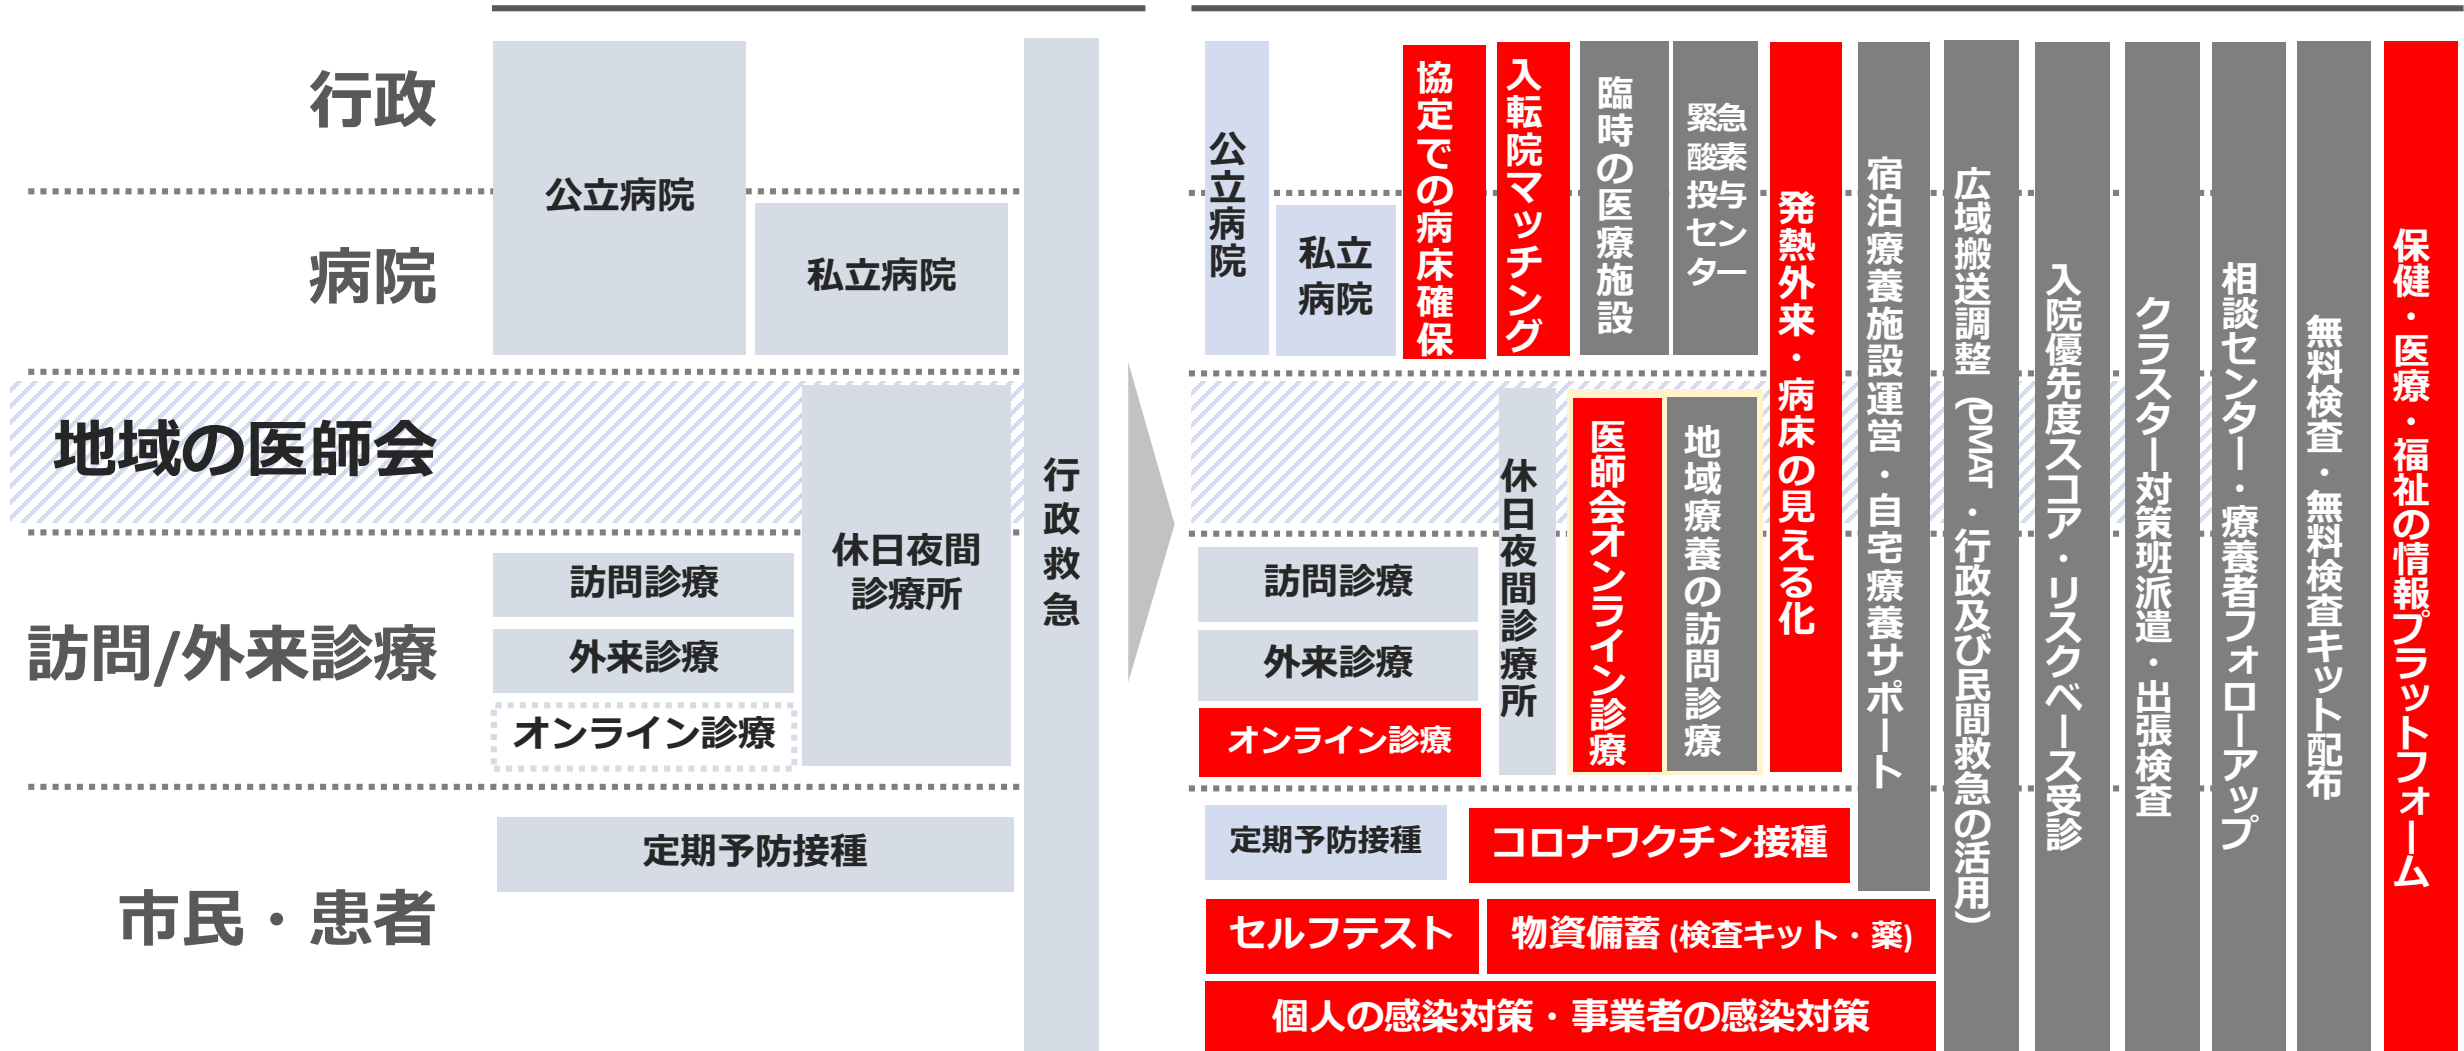 行政
病院
地域の医師会
訪問/外来診療
市民・患者
公立病院
私立病院
休日夜間
診療所
訪問診療
外来診療
オンライン診療
定期予防接種
行政救急
公立病院
私立
病院
協定での病床確保
入転院マッチング
臨時の医療施設
緊急
酸素
投与
センター
発熱外来・病床の見える化
宿泊療養施設運営・自宅療養サポート
広域搬送調整（DMAT・行政及び民間救急の活用）
入院優先度スコア・リスクベース受診
クラスター対策班派遣・出張検査
相談センター・療養者フォローアップ
無料検査・無料検査キット配布
保健・医療・福祉の情報プラットフォーム
訪問診療
外来診療
オンライン診療
休日夜間診療所
医師会オンライン診療
地域療養の訪問診療
定期予防接種
コロナワクチン接種
セルフテスト
物資備蓄 (検査キット・薬)
個人の感染対策・事業者の感染対策